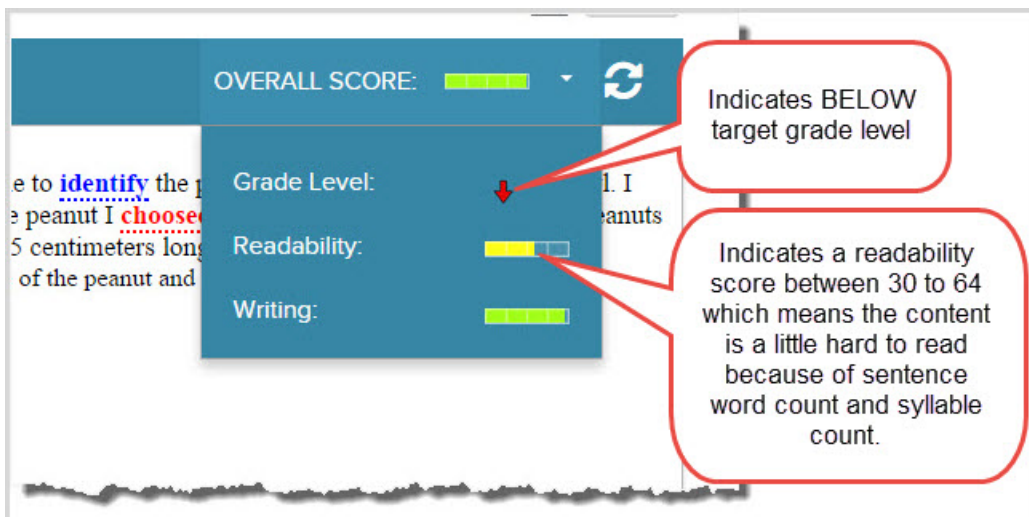 OVERALL SCORE:
Indicates BELOW
target grade level
e to identify the
Grade Level:
l. I
e peanut I choosed
eanuts
5 centimeters long
Readability:
of the peanut and
Writing:
Indicates a readability
score between 30 to 64
which means the content
is a little hard to read
because of sentence
word count and syllable
count.